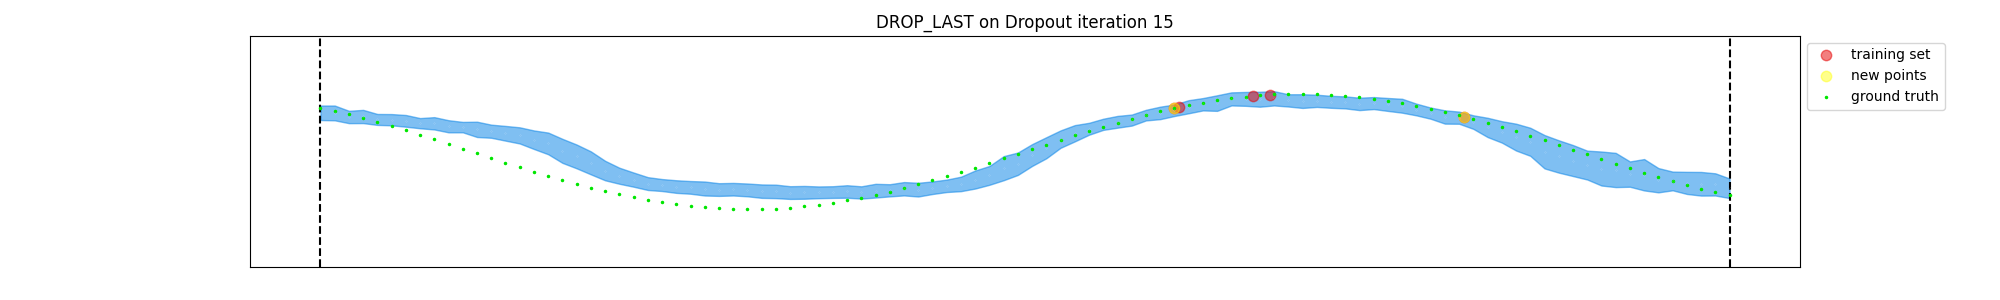 DROP_LAST on Dropout iteration 15
training set
new points
ground truth